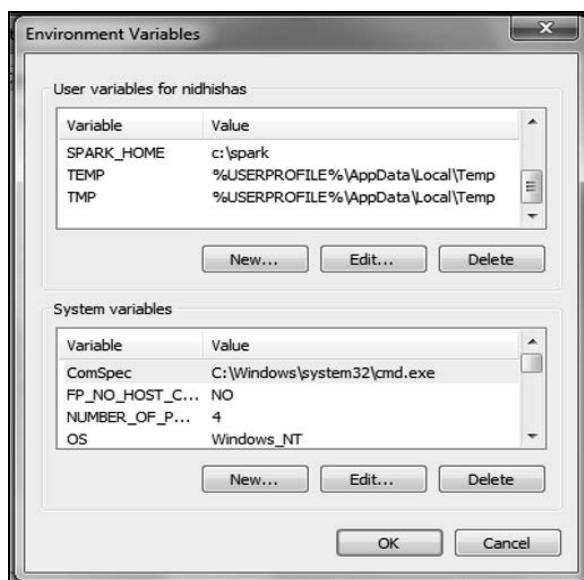 Environment Variables
User variables for nidhishas
Variable Value
SPARK_HOME c:\spark
TEMP %USERPROFILE%\AppData\Local\Temp
TMP %USERPROFILE%\AppData\Local\Temp
New... Edit... Delete
System variables
Variable Value
ComSpec C:\Windows\system32\cmd.exe
FP_NO_HOST_C... NO
NUMBER_OF_P... 4
OS Windows_NT
New... Edit... Delete
OK Cancel